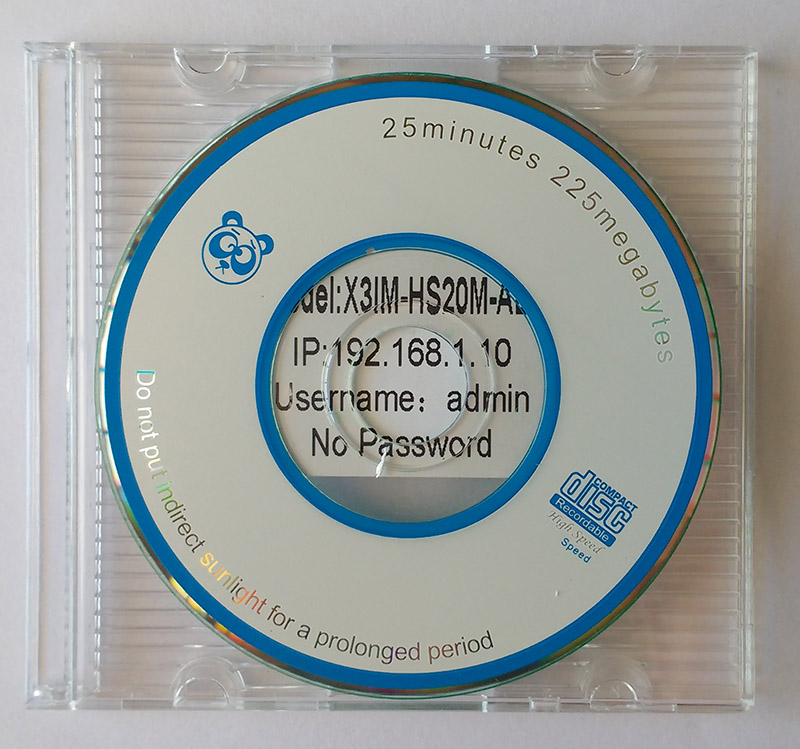 25minutes 225megabytes
odel:X3IM-HS20M-A
IP:192.168.1.10
Username: admin
No Password
COMPACT
disc
Recordable
High Speed
Speed
Do not put indirect sunlight for a prolonged period